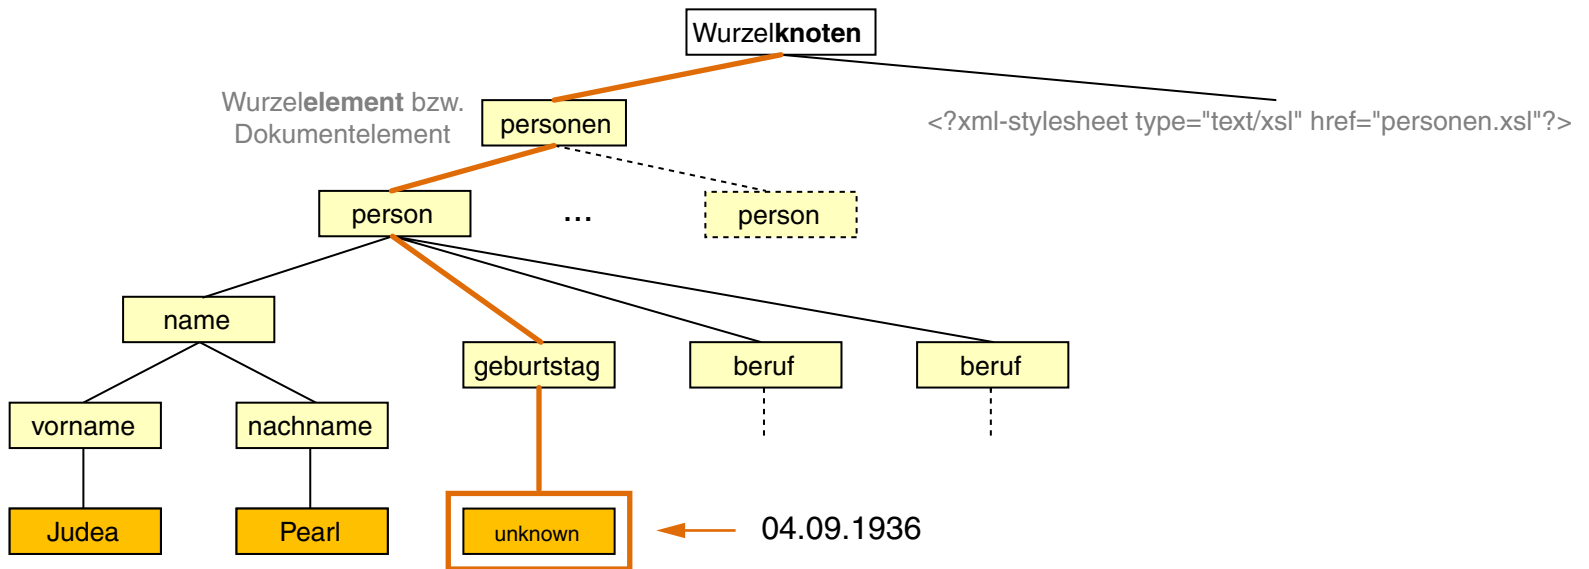 Wurzelknoten
Wurzelelement bzw.
Dokumentelement
personen
<?xml-stylesheet type="text/xsl" href="personen.xsl"?>
person
...
person
name
geburtstag
beruf
beruf
vorname
nachname
Judea
Pearl
unknown
04.09.1936